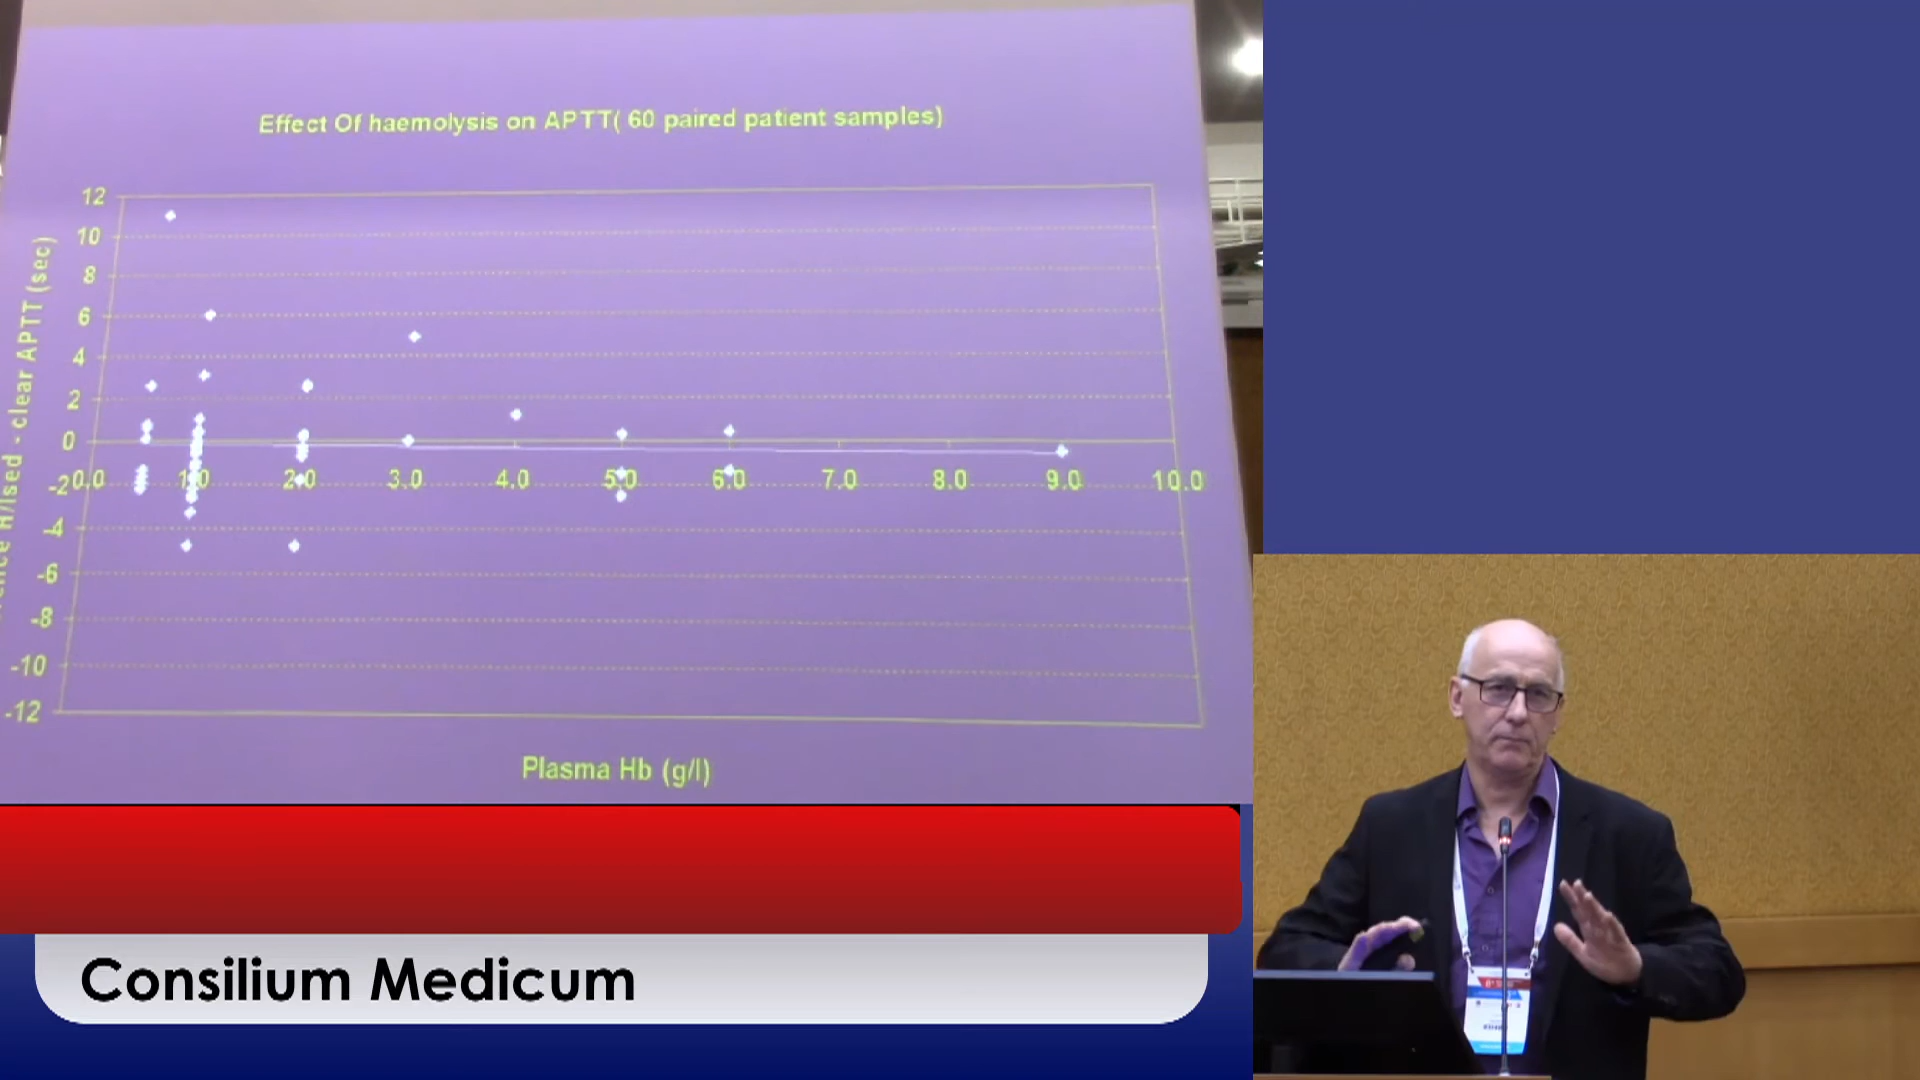 Effect Of haemolysis on APTT( 60 paired patient samples)
12
10
8
6
4
2
0
-2
-4
-6
-8
-10
-12
H/lsed - clear APTT (sec)
0.0 1.0 2.0 3.0 4.0 5.0 6.0 7.0 8.0 9.0 10.0
Plasma Hb (g/l)
Consilium Medicum